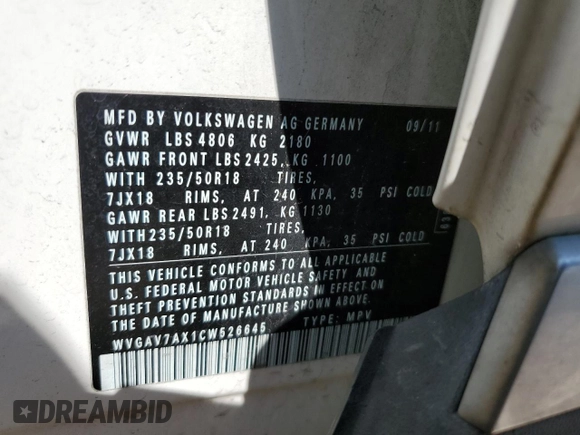 MFD BY VOLKSWAGEN AG GERMANY 09/11
GVWR LBS 4806 KG 2180
GAWR FRONT LBS 2425, KG 1100
WITH 235/50R18 TIRES,
7JX18 RIMS, AT 240 KPA, 35 PSI COLD
GAWR REAR LBS 2491, KG 1130
WITH 235/50R18 TIRES,
7JX18 RIMS, AT 240 KPA, 35 PSI COLD
THIS VEHICLE CONFORMS TO ALL APPLICABLE
U.S. FEDERAL MOTOR VEHICLE SAFETY AND
THEFT PREVENTION STANDARDS IN EFFECT ON
THE DATE OF MANUFACTURE SHOWN ABOVE.
WVGAV7AX1CW526645 TYPE: MPV
DREAMBID